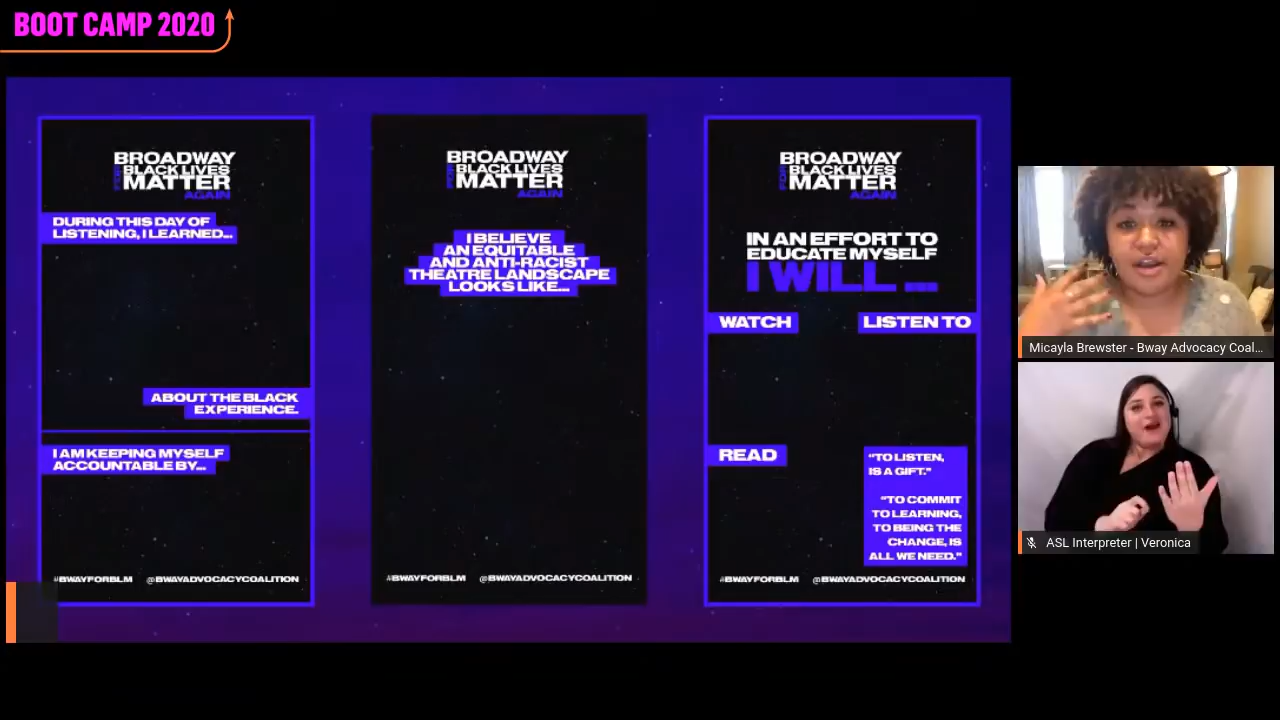 BOOT CAMP 2020
BROADWAY
FOR BLACK LIVES
MATTER
AGAIN
DURING THIS DAY OF
LISTENING, I LEARNED...
ABOUT THE BLACK
EXPERIENCE.
I AM KEEPING MYSELF
ACCOUNTABLE BY...
#BWAYFORBLM @BWAYADVOCACYCOALITION
BROADWAY
FOR BLACK LIVES
MATTER
AGAIN
I BELIEVE
AN EQUITABLE
AND ANTI-RACIST
THEATRE LANDSCAPE
LOOKS LIKE...
#BWAYFORBLM @BWAYADVOCACYCOALITION
BROADWAY
FOR BLACK LIVES
MATTER
AGAIN
IN AN EFFORT TO
EDUCATE MYSELF
I WILL ...
WATCH
LISTEN TO
READ
"TO LISTEN,
IS A GIFT."
"TO COMMIT
TO LEARNING,
TO BEING THE
CHANGE, IS
ALL WE NEED."
#BWAYFORBLM @BWAYADVOCACYCOALITION
Micayla Brewster - Bway Advocacy Coal...
ASL Interpreter | Veronica